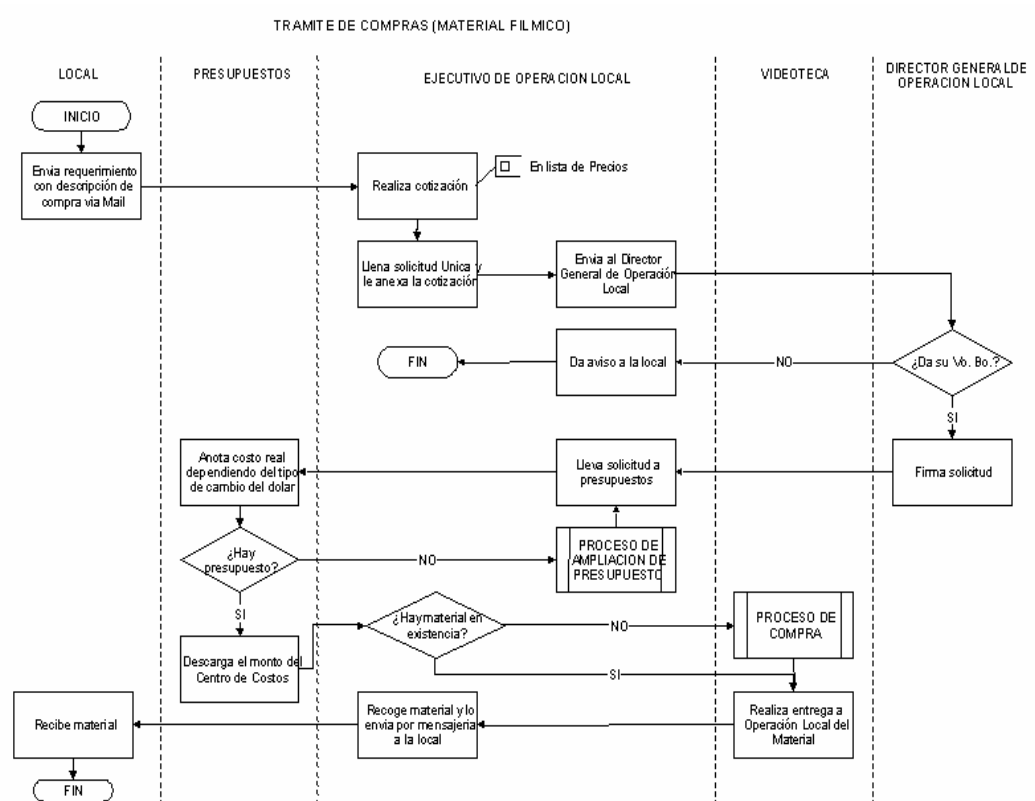 TRAMITE DE COMPRAS (MATERIAL FILMICO)
LOCAL
PRESUPUESTOS
EJECUTIVO DE OPERACION LOCAL
VIDEOTECA
DIRECTOR GENERAL DE
OPERACION LOCAL
INICIO
Envia requerimiento
con descripción de
compra via Mail
Realiza cotización
En lista de Precios
Llena solicitud Unica y
le anexa la cotización
Envia al Director
General de Operación
Local
¿Da su Vo. Bo.?
NO
Da aviso a la local
FIN
SI
Firma solicitud
Lleva solicitud a
presupuestos
Anota costo real
dependiendo del tipo
de cambio del dolar
¿Hay
presupuesto?
NO
PROCESO DE
AMPLIACION DE
PRESUPUESTO
SI
Descarga el monto del
Centro de Costos
¿Hay material en
existencia?
NO
PROCESO DE
COMPRA
SI
Realiza entrega a
Operación Local del
Material
Recoge material y lo
envia por mensajeria
a la local
Recibe material
FIN